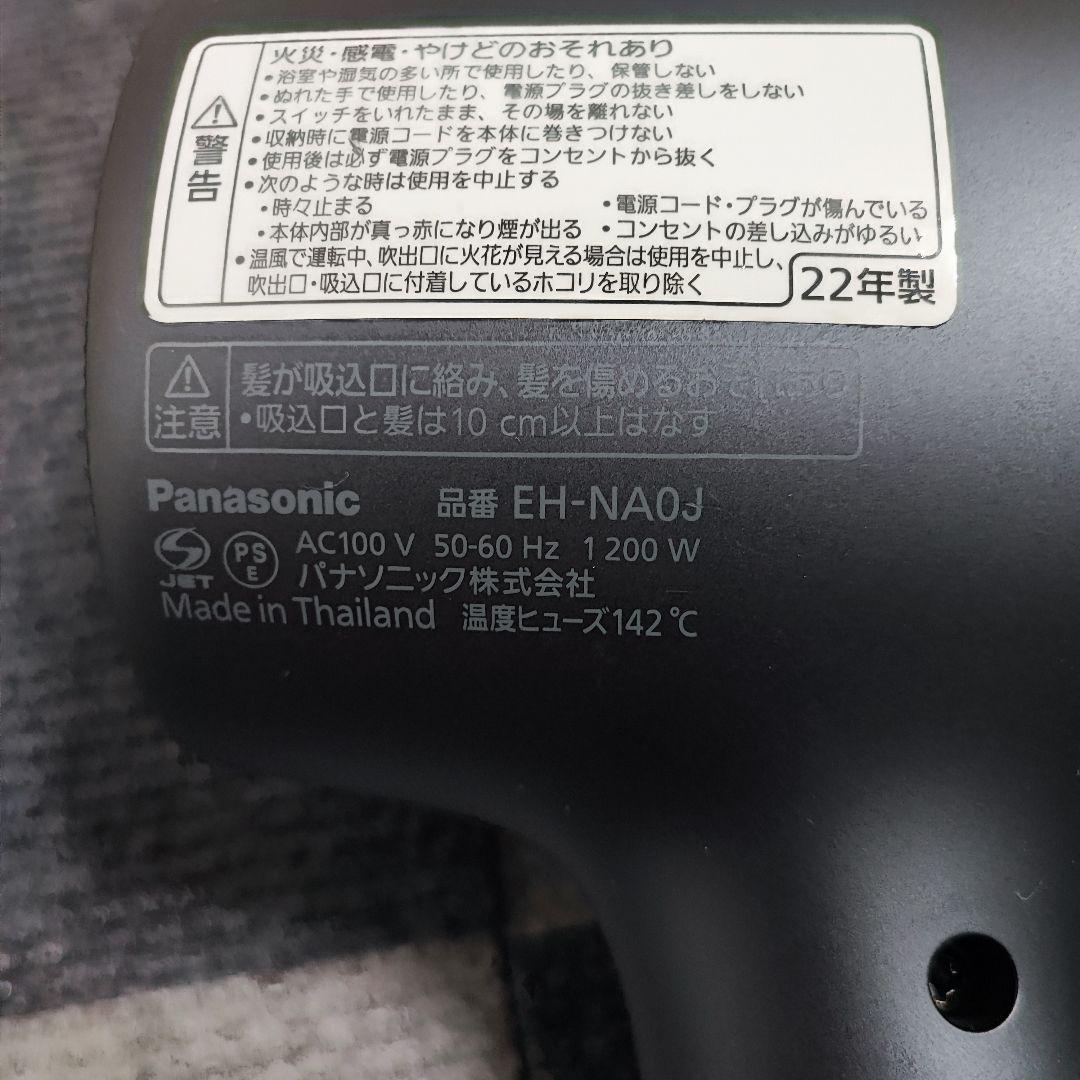 火災・感電・やけどのおそれあり
警告
•浴室や湿気の多い所で使用したり、保管しない
•ぬれた手で使用したり、電源プラグの抜き差しをしない
•スイッチをいれたまま、その場を離れない
•収納時に電源コードを本体に巻きつけない
•使用後は必ず電源プラグをコンセントから抜く
•次のような時は使用を中止する
・時々止まる ・電源コード・プラグが傷んでいる
・本体内部が真っ赤になり煙が出る ・コンセントの差し込みがゆるい
•温風で運転中、吹出口に火花が見える場合は使用を中止し、
吹出口・吸込口に付着しているホコリを取り除く
22年製
注意
髪が吸込口に絡み、髪を傷めるおそれあり
•吸込口と髪は10 cm以上はなす
Panasonic 品番 EH-NA0J
JET PSE AC100 V 50-60 Hz 1200 W
パナソニック株式会社
Made in Thailand 温度ヒューズ142℃